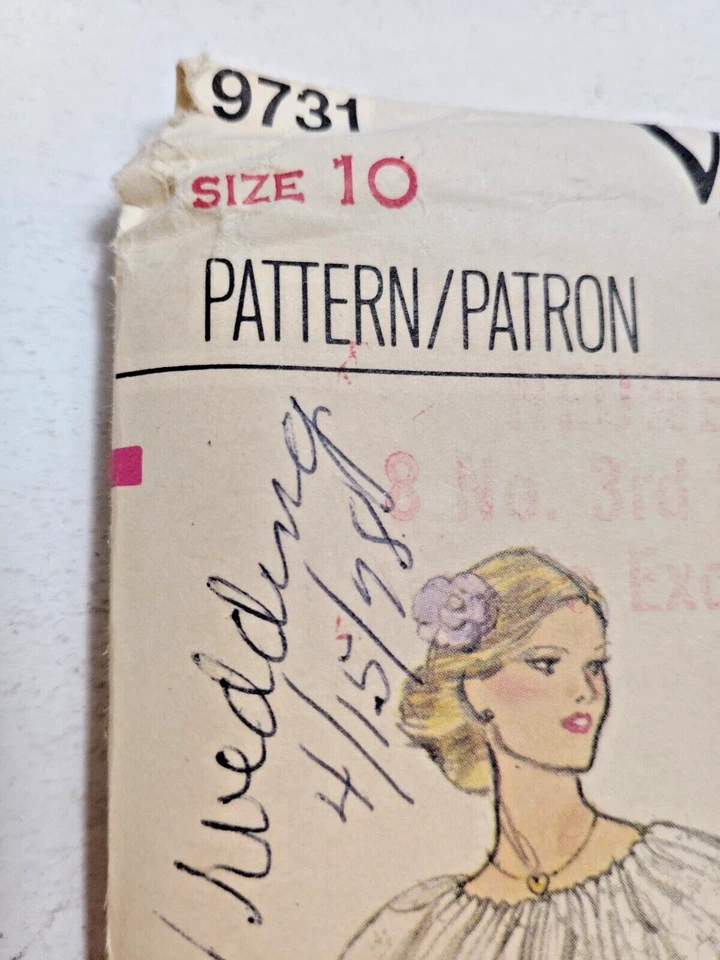 9731
SIZE 10
PATTERN/PATRON
8 No. 3rd
wedding
4/15/78